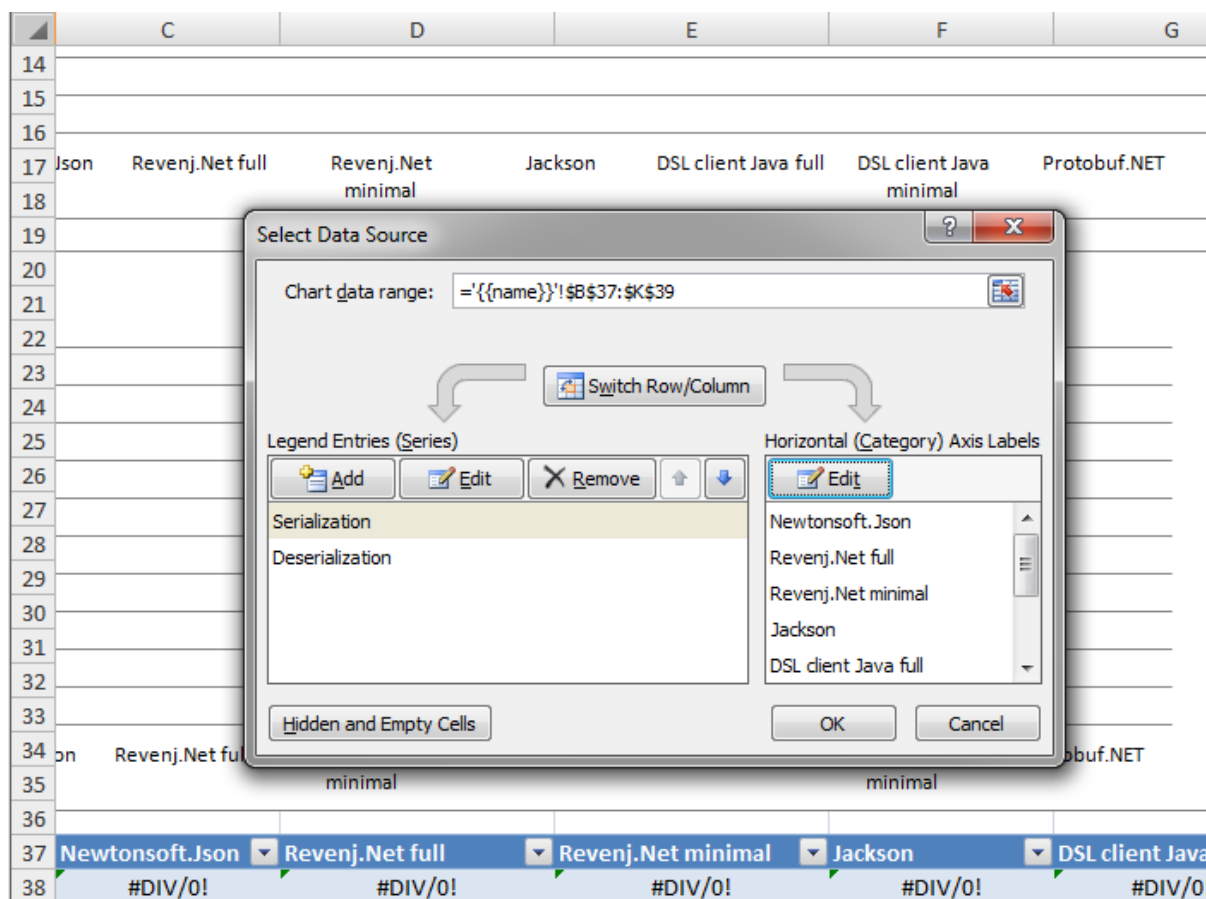 C D E F G
14
15
16
17 Json Revenj.Net full Revenj.Net Jackson DSL client Java full DSL client Java Protobuf.NET
18 minimal minimal
19 Select Data Source
20
21 Chart data range: ='{{name}}'!$B$37:$K$39
22
23 Switch Row/Column
24
25 Legend Entries (Series) Horizontal (Category) Axis Labels
26 Add Edit Remove Edit
27 Serialization Newtonsoft.Json
28 Deserialization Revenj.Net full
29 Revenj.Net minimal
30
31 Jackson
32 DSL client Java full
33 Hidden and Empty Cells OK Cancel
34 on Revenj.Net ful obuf.NET
35 minimal minimal
36
37 Newtonsoft.Json Revenj.Net full Revenj.Net minimal Jackson DSL client Java
38 #DIV/0! #DIV/0! #DIV/0! #DIV/0! #DIV/0